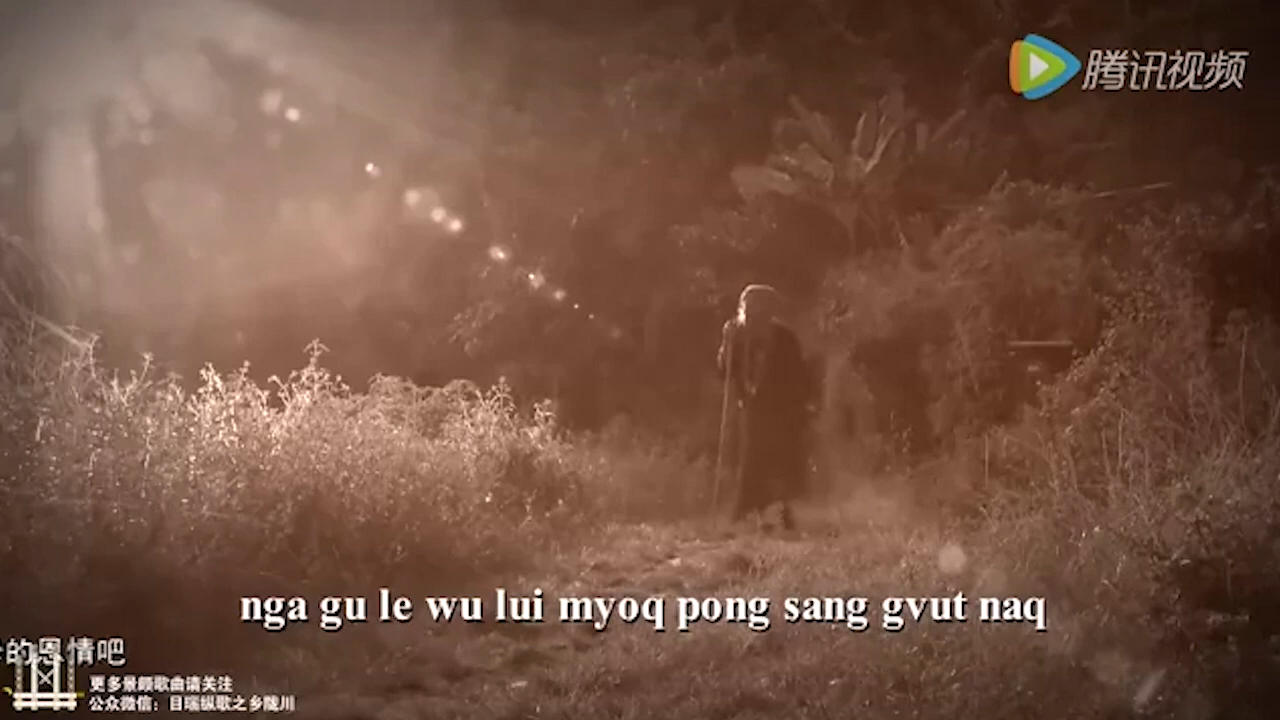 腾讯视频
nga gu le wu lui myoq pong sang gvut naq
的恩情吧
更多景颇歌曲请关注
公众微信：目瑙纵歌之乡陇川